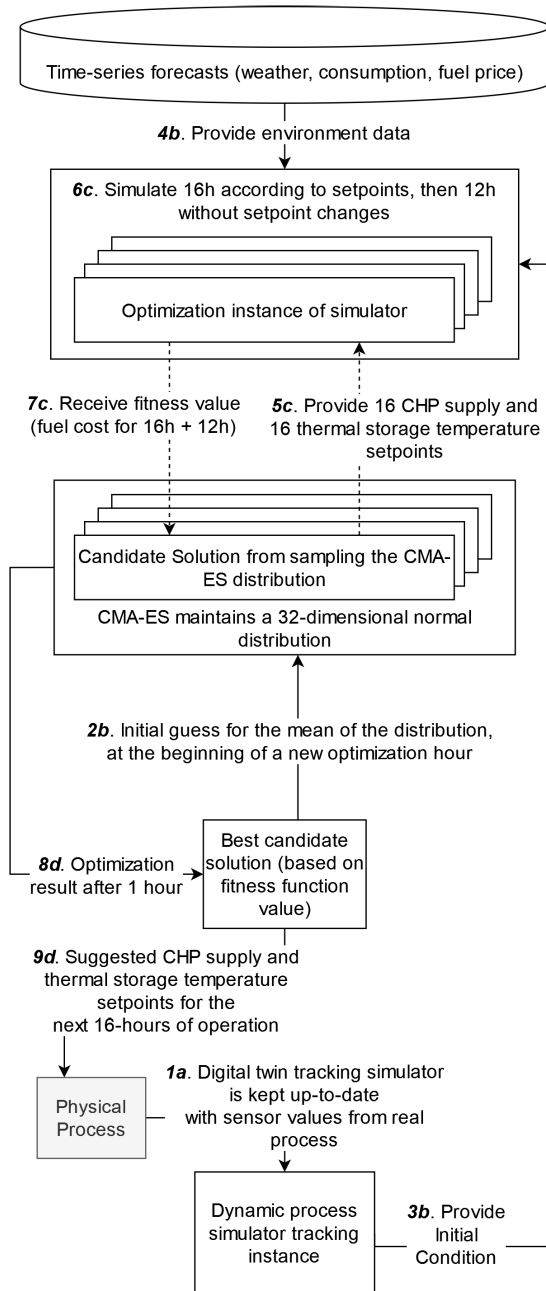 Time-series forecasts (weather, consumption, fuel price)
4b. Provide environment data
6c. Simulate 16h according to setpoints, then 12h
without setpoint changes
Optimization instance of simulator
7c. Receive fitness value
(fuel cost for 16h + 12h)
5c. Provide 16 CHP supply and
16 thermal storage temperature
setpoints
Candidate Solution from sampling the CMA-
ES distribution
CMA-ES maintains a 32-dimensional normal
distribution
2b. Initial guess for the mean of the distribution,
at the beginning of a new optimization hour
Best candidate
solution (based on
fitness function
value)
8d. Optimization
result after 1 hour
9d. Suggested CHP supply and
thermal storage temperature
setpoints for the
next 16-hours of operation
Physical
Process
1a. Digital twin tracking simulator
is kept up-to-date
with sensor values from real
process
Dynamic process
simulator tracking
instance
3b. Provide
Initial
Condition